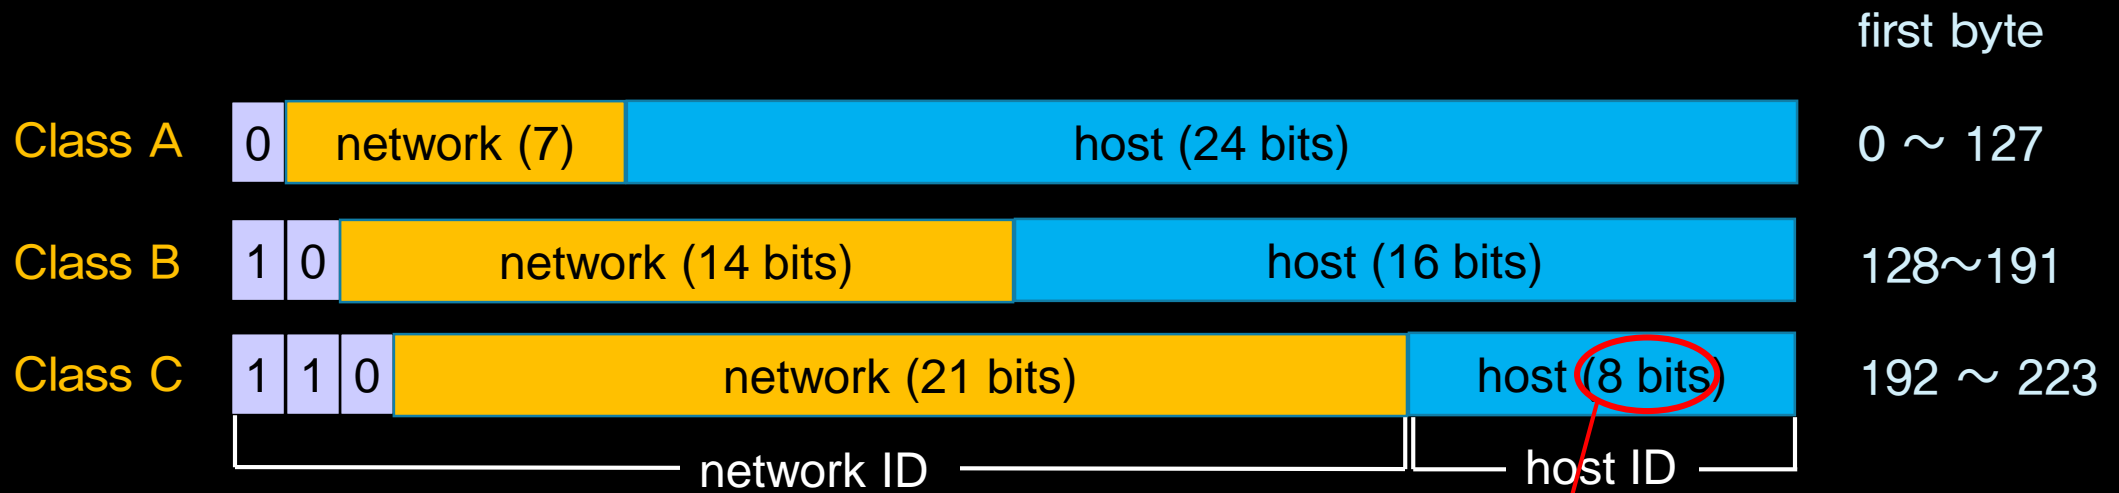 first byte
Class A 0 network (7) host (24 bits) 0 ~ 127
Class B 1 0 network (14 bits) host (16 bits) 128~191
Class C 1 1 0 network (21 bits) host (8 bits) 192 ~ 223
network ID host ID